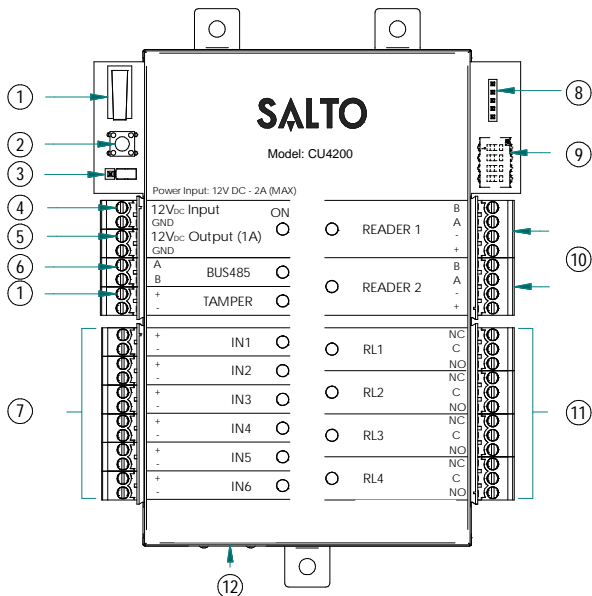 SALTO
Model: CU4200
Power Input: 12V DC - 2A (MAX)
1
2
3
4
5
6
1
7
8
9
10
11
12
12VDC Input
ON
GND
12VDC Output (1A)
GND
A
BUS485
B
+
TAMPER
-
READER 1
B
A
-
+
READER 2
B
A
-
+
+
IN1
-
+
IN2
-
+
IN3
-
+
IN4
-
+
IN5
-
+
IN6
-
RL1
NC
C
NO
RL2
NC
C
NO
RL3
NC
C
NO
RL4
NC
C
NO